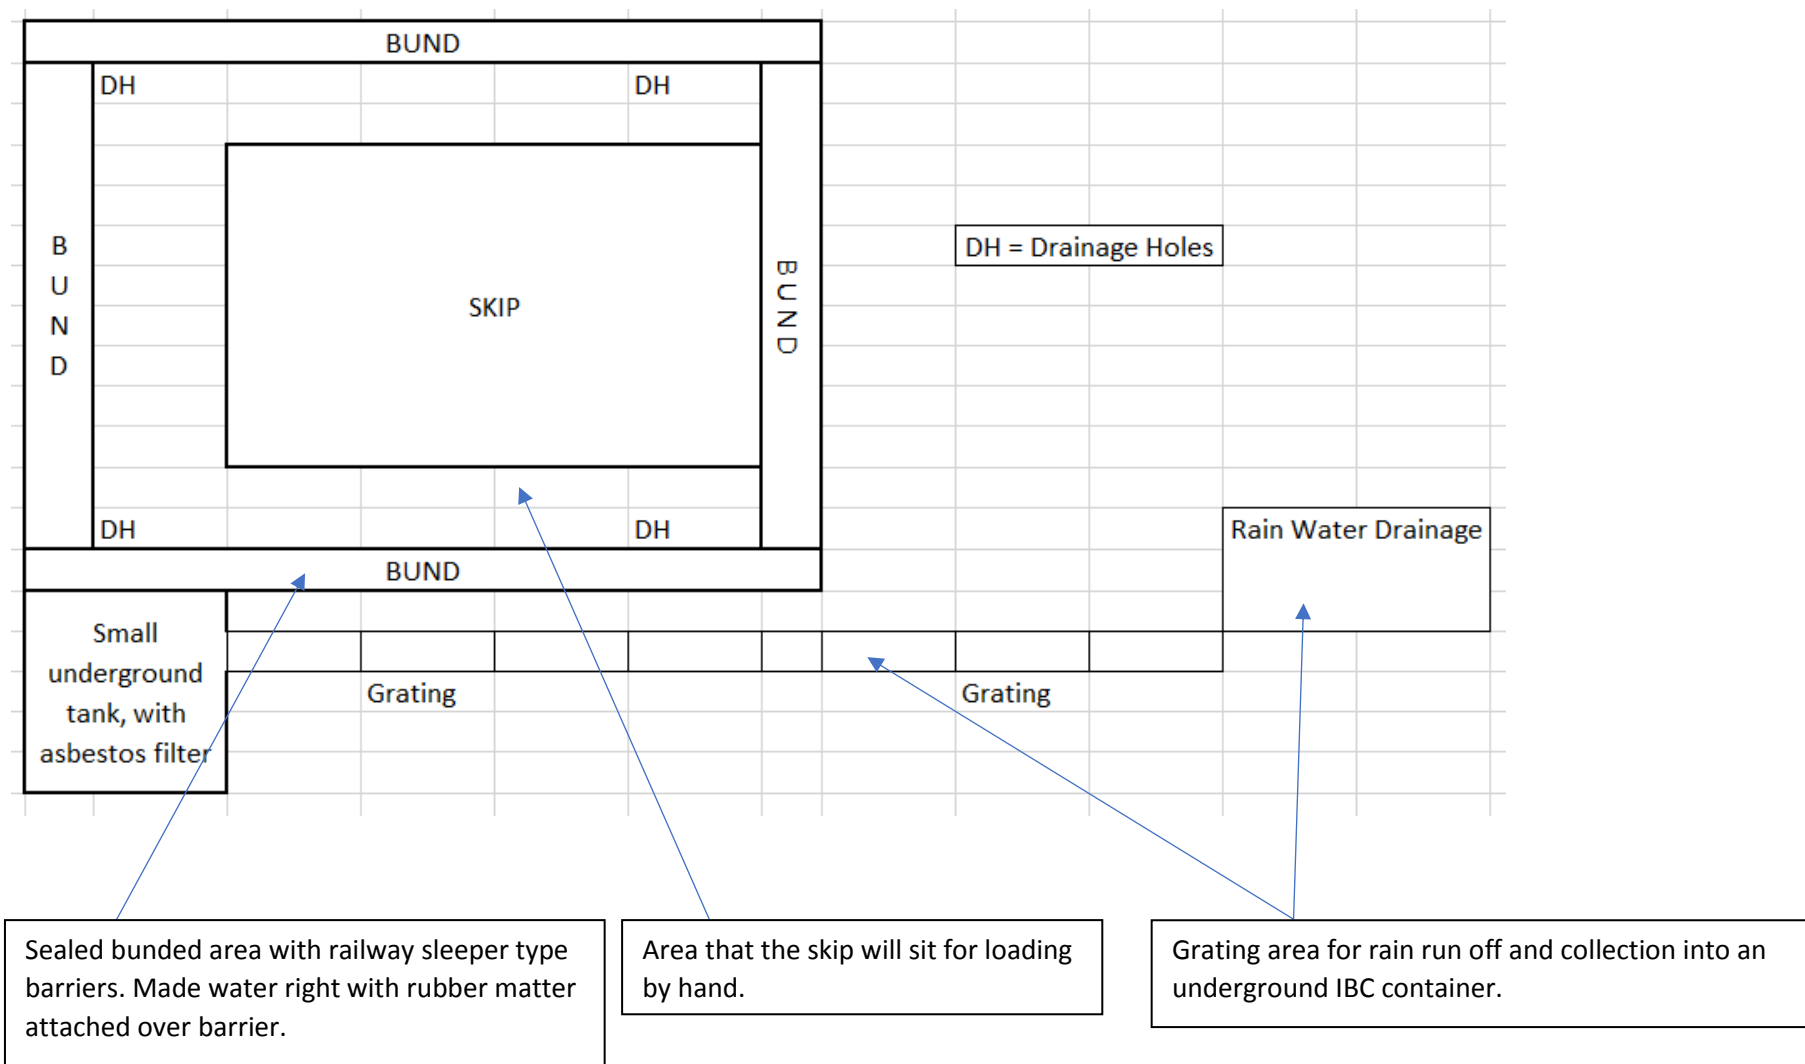 BUND
DH DH
B
U
N
D
SKIP
B
U
N
D
DH = Drainage Holes
DH DH
BUND
Rain Water Drainage
Small
underground
tank, with
asbestos filter
Grating Grating
Sealed bunded area with railway sleeper type
barriers. Made water right with rubber matter
attached over barrier.
Area that the skip will sit for loading
by hand.
Grating area for rain run off and collection into an
underground IBC container.